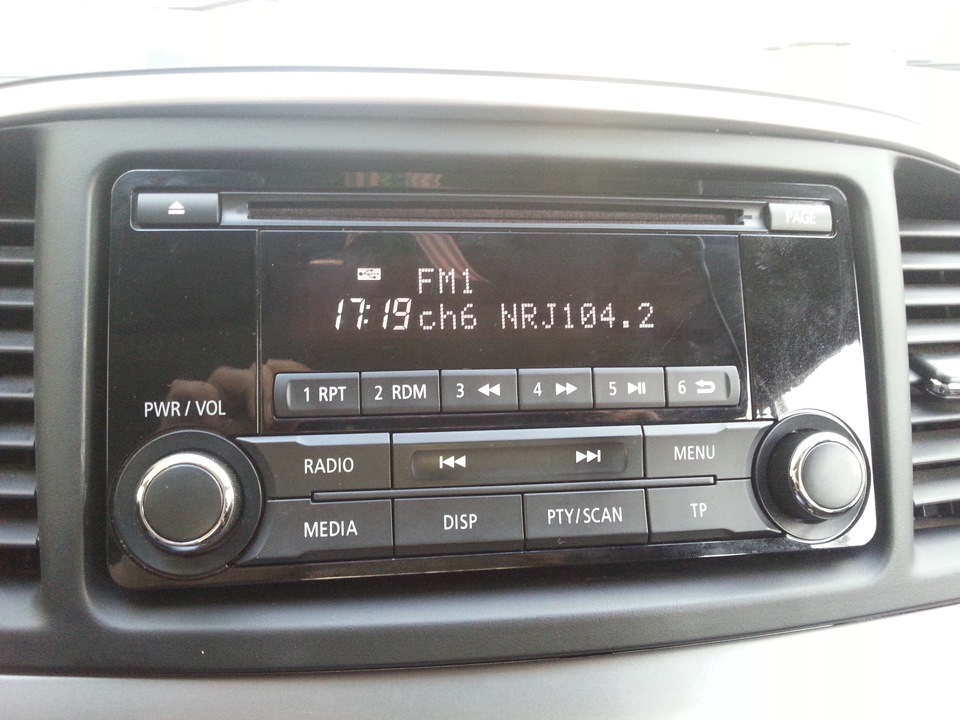 PAGE
FM1
17:19 ch6 NRJ104.2
1 RPT 2 RDM 3 4 5 6
PWR / VOL
RADIO MENU
MEDIA DISP PTY/SCAN TP